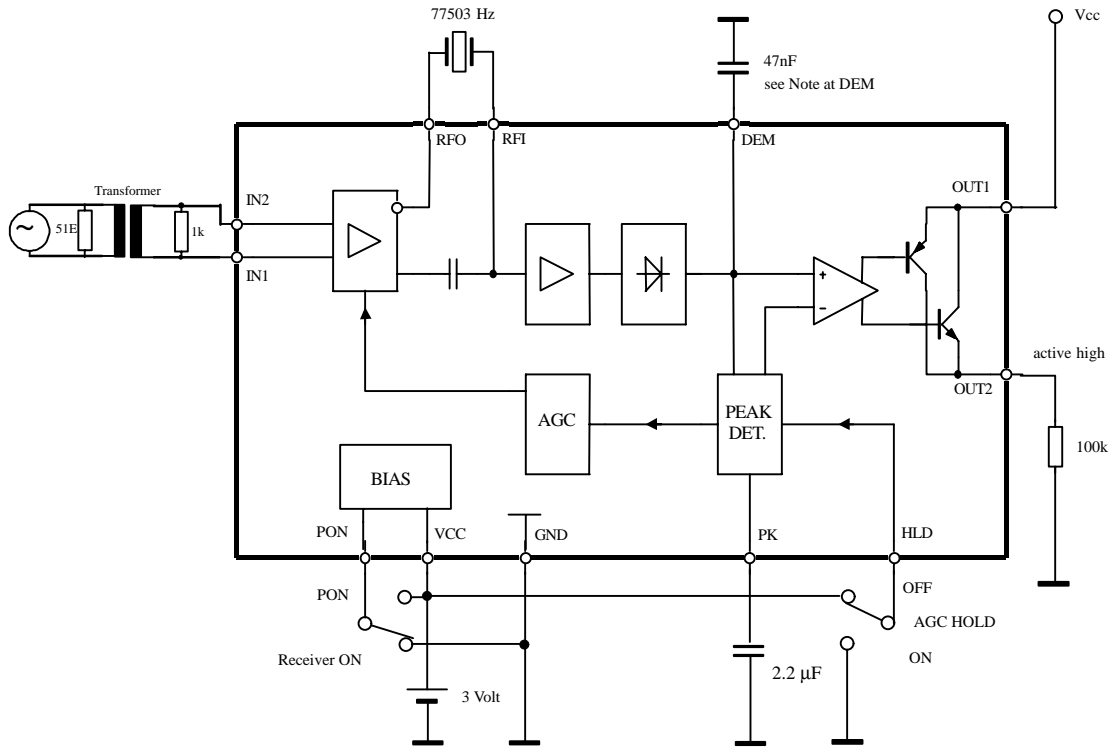 77503 Hz
Vcc
47nF
see Note at DEM
RFO
RFI
DEM
Transformer
IN2
OUT1
51E
1k
IN1
+
-
active high
OUT2
AGC
PEAK
DET.
100k
BIAS
PON
VCC
GND
PK
HLD
PON
OFF
AGC HOLD
Receiver ON
ON
2.2 µF
3 Volt